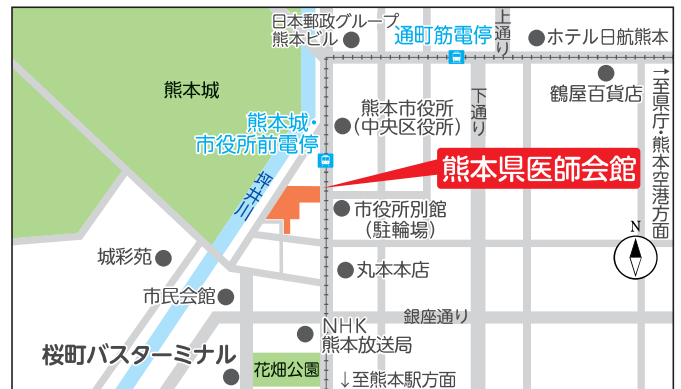 日本郵政グループ
熊本ビル
通町筋電停
上通り
ホテル日航熊本
鶴屋百貨店
↑至県庁・熊本空港方面
熊本城
熊本城・
市役所前電停
熊本市役所
(中央区役所)
下通り
熊本県医師会館
坪井川
市役所別館
(駐輪場)
N
城彩苑
丸本本店
市民会館
銀座通り
NHK
熊本放送局
桜町バスターミナル
花畑公園
↓至熊本駅方面